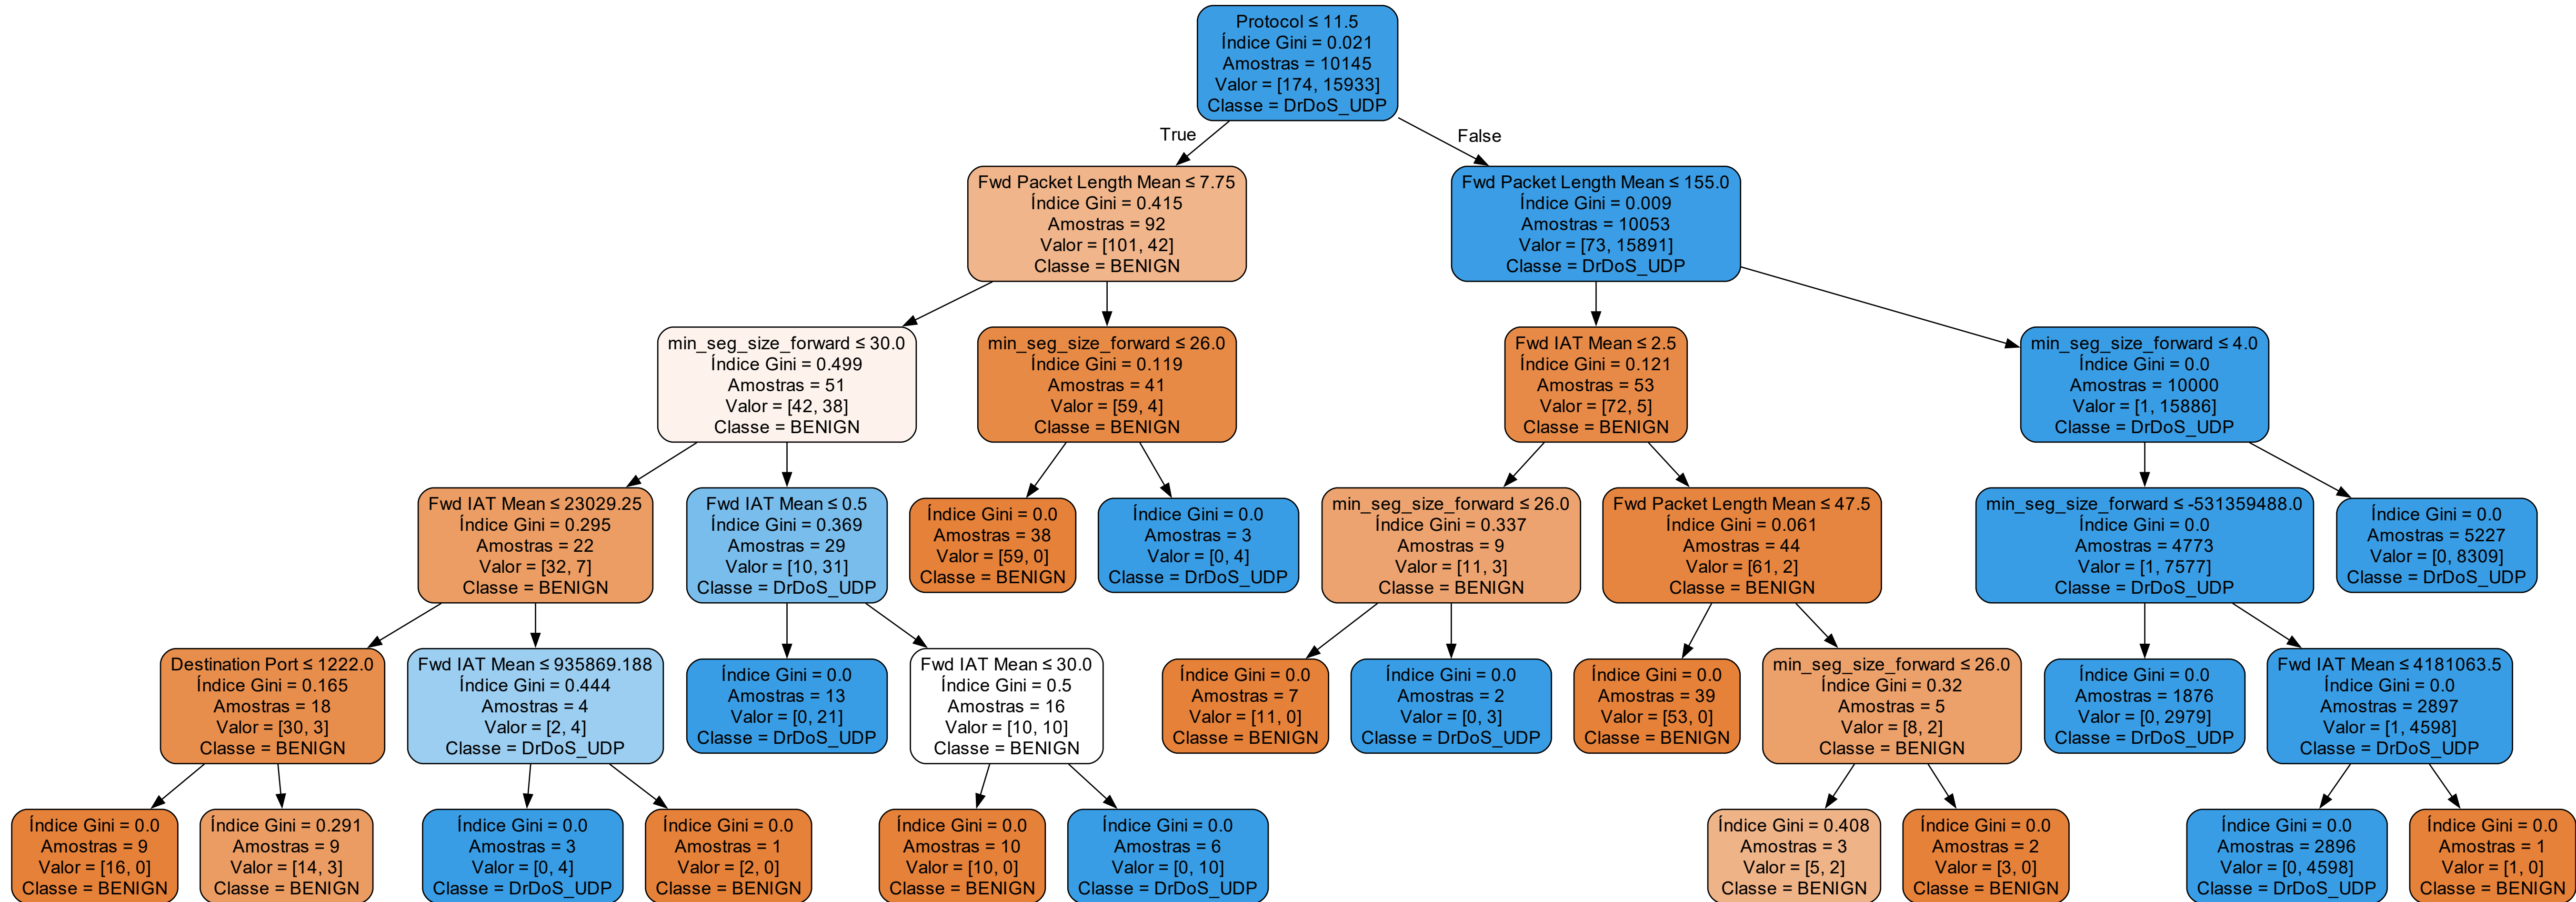 Protocol ≤ 11.5
Índice Gini = 0.021
Amostras = 10145
Valor = [174, 15933]
Classe = DrDoS_UDP
True
False
Fwd Packet Length Mean ≤ 7.75
Índice Gini = 0.415
Amostras = 92
Valor = [101, 42]
Classe = BENIGN
Fwd Packet Length Mean ≤ 155.0
Índice Gini = 0.009
Amostras = 10053
Valor = [73, 15891]
Classe = DrDoS_UDP
min_seg_size_forward ≤ 30.0
Índice Gini = 0.499
Amostras = 51
Valor = [42, 38]
Classe = BENIGN
min_seg_size_forward ≤ 26.0
Índice Gini = 0.119
Amostras = 41
Valor = [59, 4]
Classe = BENIGN
Fwd IAT Mean ≤ 2.5
Índice Gini = 0.121
Amostras = 53
Valor = [72, 5]
Classe = BENIGN
min_seg_size_forward ≤ 4.0
Índice Gini = 0.0
Amostras = 10000
Valor = [1, 15886]
Classe = DrDoS_UDP
Fwd IAT Mean ≤ 23029.25
Índice Gini = 0.295
Amostras = 22
Valor = [32, 7]
Classe = BENIGN
Fwd IAT Mean ≤ 0.5
Índice Gini = 0.369
Amostras = 29
Valor = [10, 31]
Classe = DrDoS_UDP
Índice Gini = 0.0
Amostras = 38
Valor = [59, 0]
Classe = BENIGN
Índice Gini = 0.0
Amostras = 3
Valor = [0, 4]
Classe = DrDoS_UDP
min_seg_size_forward ≤ 26.0
Índice Gini = 0.337
Amostras = 9
Valor = [11, 3]
Classe = BENIGN
Fwd Packet Length Mean ≤ 47.5
Índice Gini = 0.061
Amostras = 44
Valor = [61, 2]
Classe = BENIGN
min_seg_size_forward ≤ -531359488.0
Índice Gini = 0.0
Amostras = 4773
Valor = [1, 7577]
Classe = DrDoS_UDP
Índice Gini = 0.0
Amostras = 5227
Valor = [0, 8309]
Classe = DrDoS_UDP
Destination Port ≤ 1222.0
Índice Gini = 0.165
Amostras = 18
Valor = [30, 3]
Classe = BENIGN
Fwd IAT Mean ≤ 935869.188
Índice Gini = 0.444
Amostras = 4
Valor = [2, 4]
Classe = DrDoS_UDP
Índice Gini = 0.0
Amostras = 13
Valor = [0, 21]
Classe = DrDoS_UDP
Fwd IAT Mean ≤ 30.0
Índice Gini = 0.5
Amostras = 16
Valor = [10, 10]
Classe = BENIGN
Índice Gini = 0.0
Amostras = 7
Valor = [11, 0]
Classe = BENIGN
Índice Gini = 0.0
Amostras = 2
Valor = [0, 3]
Classe = DrDoS_UDP
Índice Gini = 0.0
Amostras = 39
Valor = [53, 0]
Classe = BENIGN
min_seg_size_forward ≤ 26.0
Índice Gini = 0.32
Amostras = 5
Valor = [8, 2]
Classe = BENIGN
Índice Gini = 0.0
Amostras = 1876
Valor = [0, 2979]
Classe = DrDoS_UDP
Fwd IAT Mean ≤ 4181063.5
Índice Gini = 0.0
Amostras = 2897
Valor = [1, 4598]
Classe = DrDoS_UDP
Índice Gini = 0.0
Amostras = 9
Valor = [16, 0]
Classe = BENIGN
Índice Gini = 0.291
Amostras = 9
Valor = [14, 3]
Classe = BENIGN
Índice Gini = 0.0
Amostras = 3
Valor = [0, 4]
Classe = DrDoS_UDP
Índice Gini = 0.0
Amostras = 1
Valor = [2, 0]
Classe = BENIGN
Índice Gini = 0.0
Amostras = 10
Valor = [10, 0]
Classe = BENIGN
Índice Gini = 0.0
Amostras = 6
Valor = [0, 10]
Classe = DrDoS_UDP
Índice Gini = 0.408
Amostras = 3
Valor = [5, 2]
Classe = BENIGN
Índice Gini = 0.0
Amostras = 2
Valor = [3, 0]
Classe = BENIGN
Índice Gini = 0.0
Amostras = 2896
Valor = [0, 4598]
Classe = DrDoS_UDP
Índice Gini = 0.0
Amostras = 1
Valor = [1, 0]
Classe = BENIGN